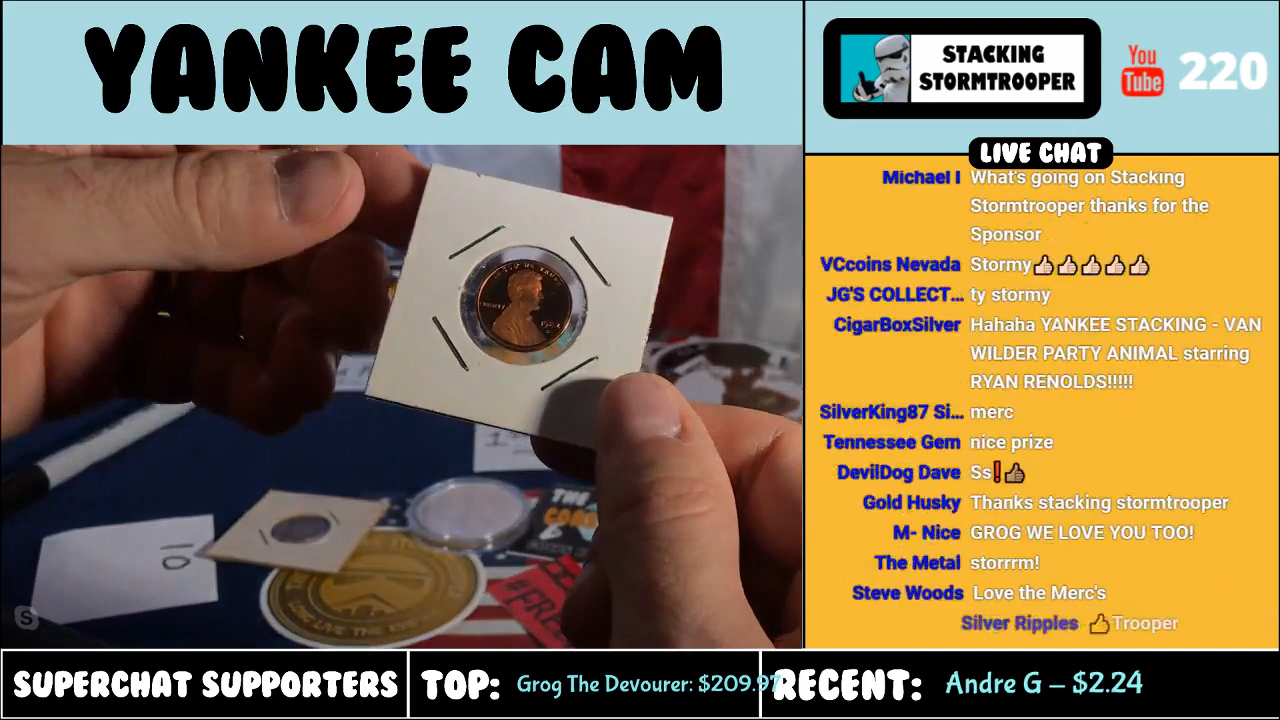 YANKEE CAM
STACKING
STORMTROOPER
You
Tube
220
LIVE CHAT
Michael I What's going on Stacking
Stormtrooper thanks for the
Sponsor
VCcoins Nevada Stormy👍🏻👍🏻👍🏻👍🏻👍🏻
JG'S COLLECT... ty stormy
CigarBoxSilver Hahaha YANKEE STACKING - VAN
WILDER PARTY ANIMAL starring
RYAN RENOLDS!!!!!
SilverKing87 Si... merc
Tennessee Gem nice prize
DevilDog Dave Ss❗👍🏽
Gold Husky Thanks stacking stormtrooper
M- Nice GROG WE LOVE YOU TOO!
The Metal storrrm!
Steve Woods Love the Merc's
Silver Ripples 👍Trooper
LIBERTY
10
THE
SUPERCHAT SUPPORTERS
TOP: Grog The Devourer: $209.97
RECENT: Andre G – $2.24